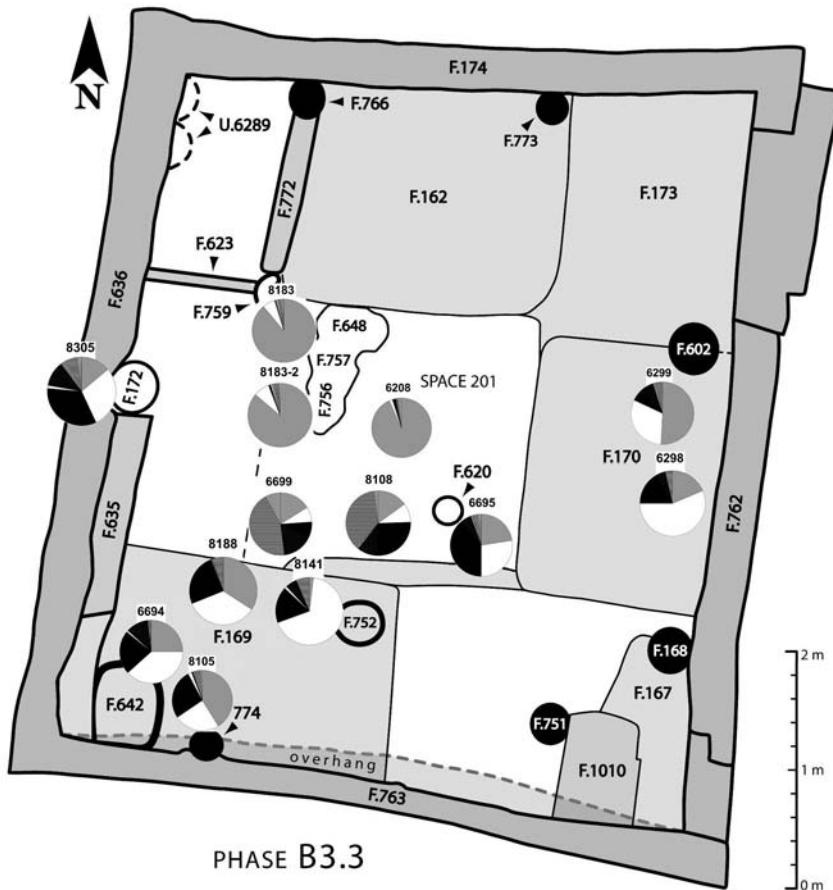 F.174
N
F.766
U.6289
F.773
F.772
F.162
F.173
F.623
F.636
F.759
8183
F.648
F.757
F.756
SPACE 201
F.602
8305
F.172
8183-2
6208
6299
F.170
6298
F.762
6699
8108
F.620
6695
F.635
8188
8141
F.169
F.752
6694
8105
F.642
774
F.168
F.167
F.751
F.1010
overhang
F.763
2 m
1 m
0 m
PHASE B3.3